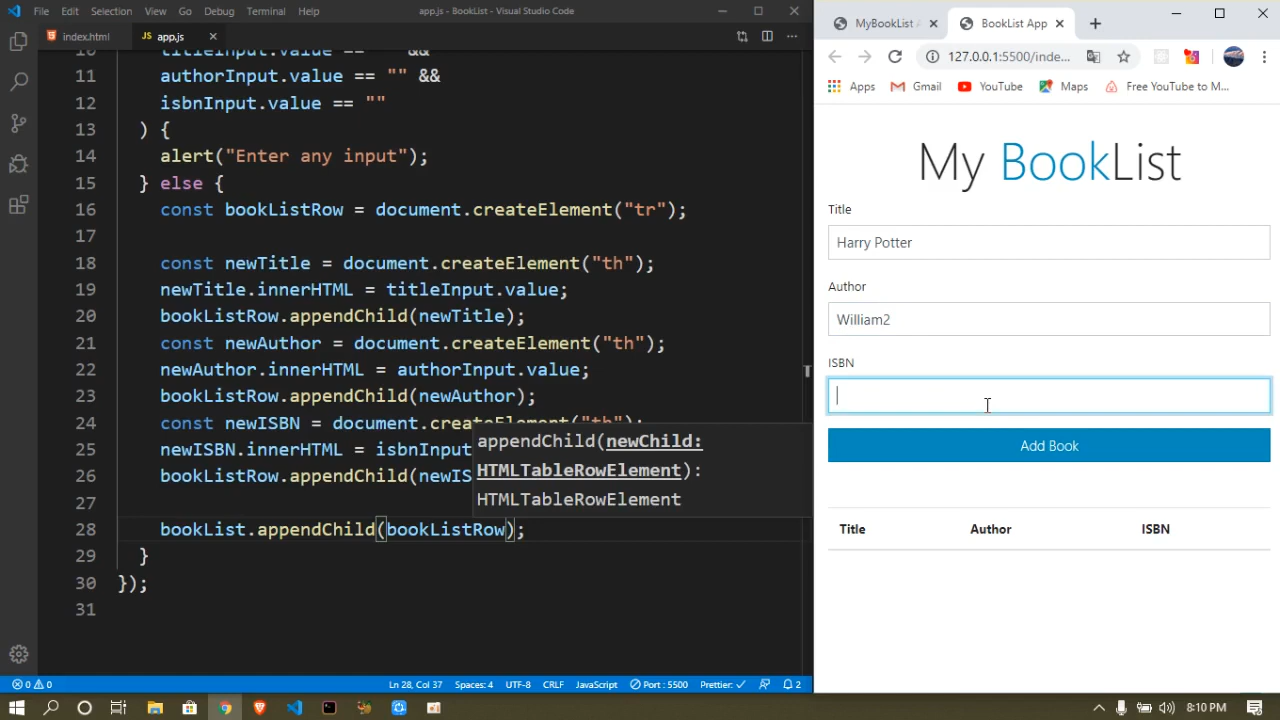 File Edit Selection View Go Debug Terminal Help app.js - BookList - Visual Studio Code
index.html app.js
11 authorInput.value == "" &&
12 isbnInput.value == ""
13 ) {
14 alert("Enter any input");
15 } else {
16 const bookListRow = document.createElement("tr");
17
18 const newTitle = document.createElement("th");
19 newTitle.innerHTML = titleInput.value;
20 bookListRow.appendChild(newTitle);
21 const newAuthor = document.createElement("th");
22 newAuthor.innerHTML = authorInput.value;
23 bookListRow.appendChild(newAuthor);
24 const newISBN = document.createElement("th");
25 newISBN.innerHTML = isbnInput
26 bookListRow.appendChild(newIS
27
28 bookList.appendChild(bookListRow);
29 }
30 });
31
appendChild(newChild:
HTMLTableRowElement):
HTMLTableRowElement
0 0 Ln 28, Col 37 Spaces: 4 UTF-8 CRLF JavaScript Port : 5500 Prettier: ✓ 2
MyBookList BookList App
127.0.0.1:5500/inde...
Apps Gmail YouTube Maps Free YouTube to M...
My BookList
Title
Harry Potter
Author
William2
ISBN
Add Book
Title Author ISBN
8:10 PM